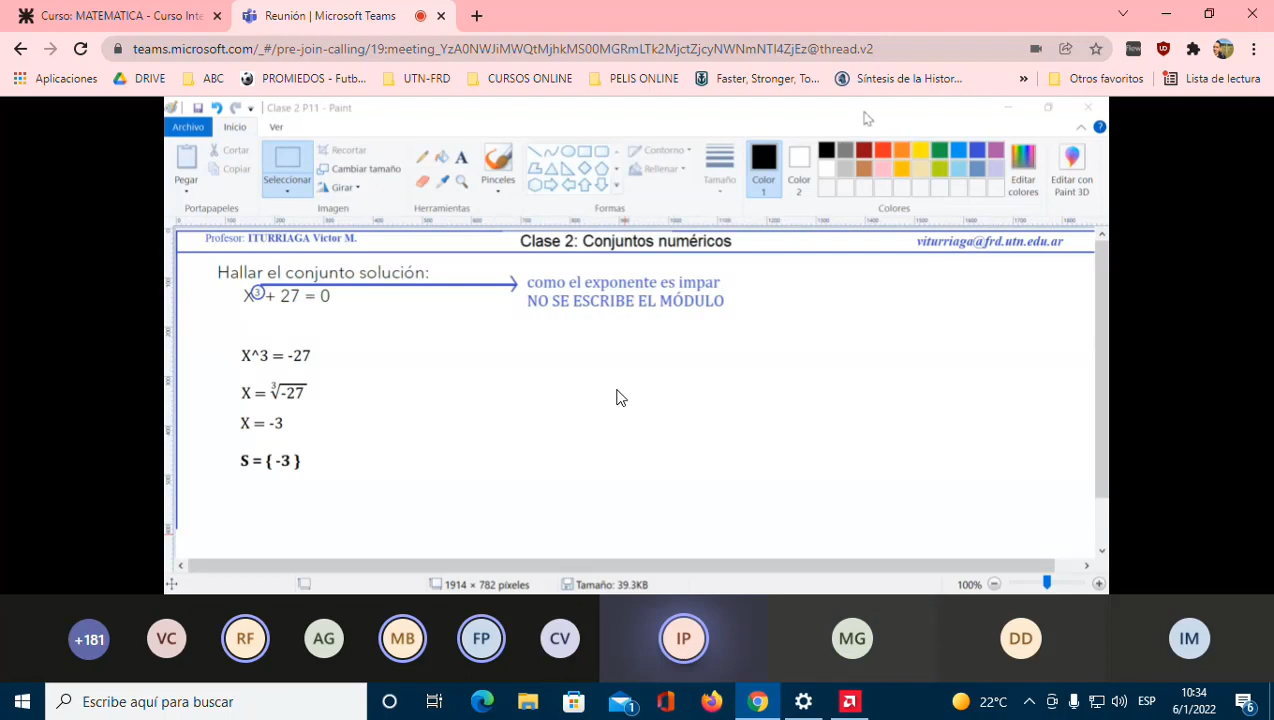 Curso: MATEMATICA - Curso Inte
Reunión | Microsoft Teams
teams.microsoft.com/_#/pre-join-calling/19:meeting_YzA0NWJiMWQtMjhkMS00MGRmLTk2MjctZjcyNWNmNTI4ZjEz@thread.v2
Aplicaciones
DRIVE
ABC
PROMIEDOS - Futb...
UTN-FRD
CURSOS ONLINE
PELIS ONLINE
Faster, Stronger, To...
Síntesis de la Histor...
»
Otros favoritos
Lista de lectura
Clase 2 P11 - Paint
Archivo
Inicio
Ver
Pegar
Cortar
Copiar
Portapapeles
Seleccionar
Recortar
Cambiar tamaño
Girar
Imagen
Herramientas
Pinceles
Contorno
Rellenar
Formas
Tamaño
Color
1
Color
2
Editar
colores
Editar con
Paint 3D
Colores
Profesor: ITURRIAGA Victor M.
Clase 2: Conjuntos numéricos
viturriaga@frd.utn.edu.ar
Hallar el conjunto solución:
X³ + 27 = 0
como el exponente es impar
NO SE ESCRIBE EL MÓDULO
X^3 = -27
X = ∛-27
X = -3
S = { -3 }
1914 × 782 píxeles
Tamaño: 39.3KB
100%
+181
VC
RF
AG
MB
FP
CV
IP
MG
DD
IM
Escribe aquí para buscar
1
22°C
ESP
10:34
6/1/2022
6